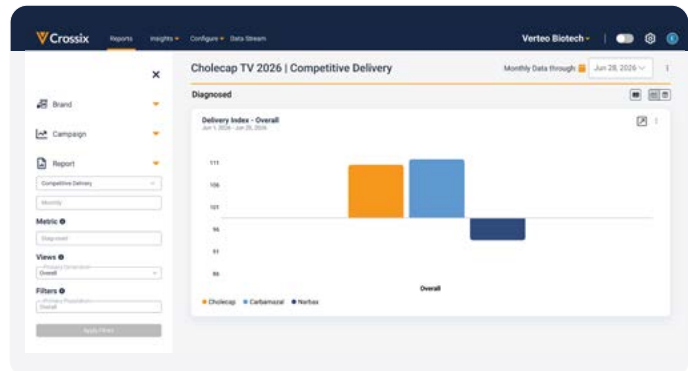 Crossix
Reports
Insights
Configure
Data Stream
Verteo Biotech
Cholecap TV 2026 | Competitive Delivery
Monthly Data through:
Jun 28, 2026
Brand
Campaign
Report
Competitive Delivery
Monthly
Metric
Diagnosed
Views
Overall
Filters
Overall
Apply Filters
Diagnosed
Delivery Index - Overall
Jun 1, 2026 - Jun 28, 2026
111
106
101
96
91
Overall
Cholecap
Carbamazal
Norbax